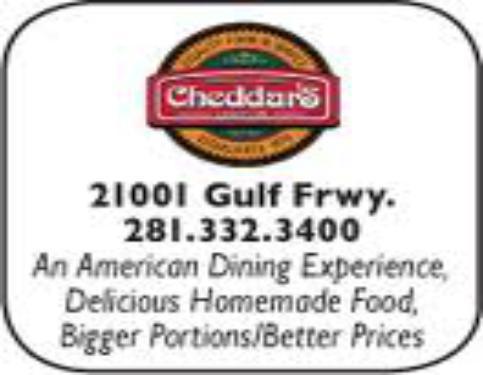 Cheddar's
21001 Gulf Frwy.
281.332.3400
An American Dining Experience,
Delicious Homemade Food,
Bigger Portions/Better Prices